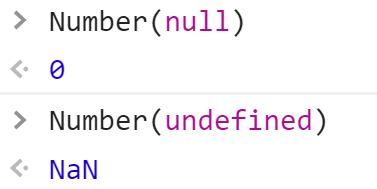 > Number(null)
<· 0
> Number(undefined)
<· NaN